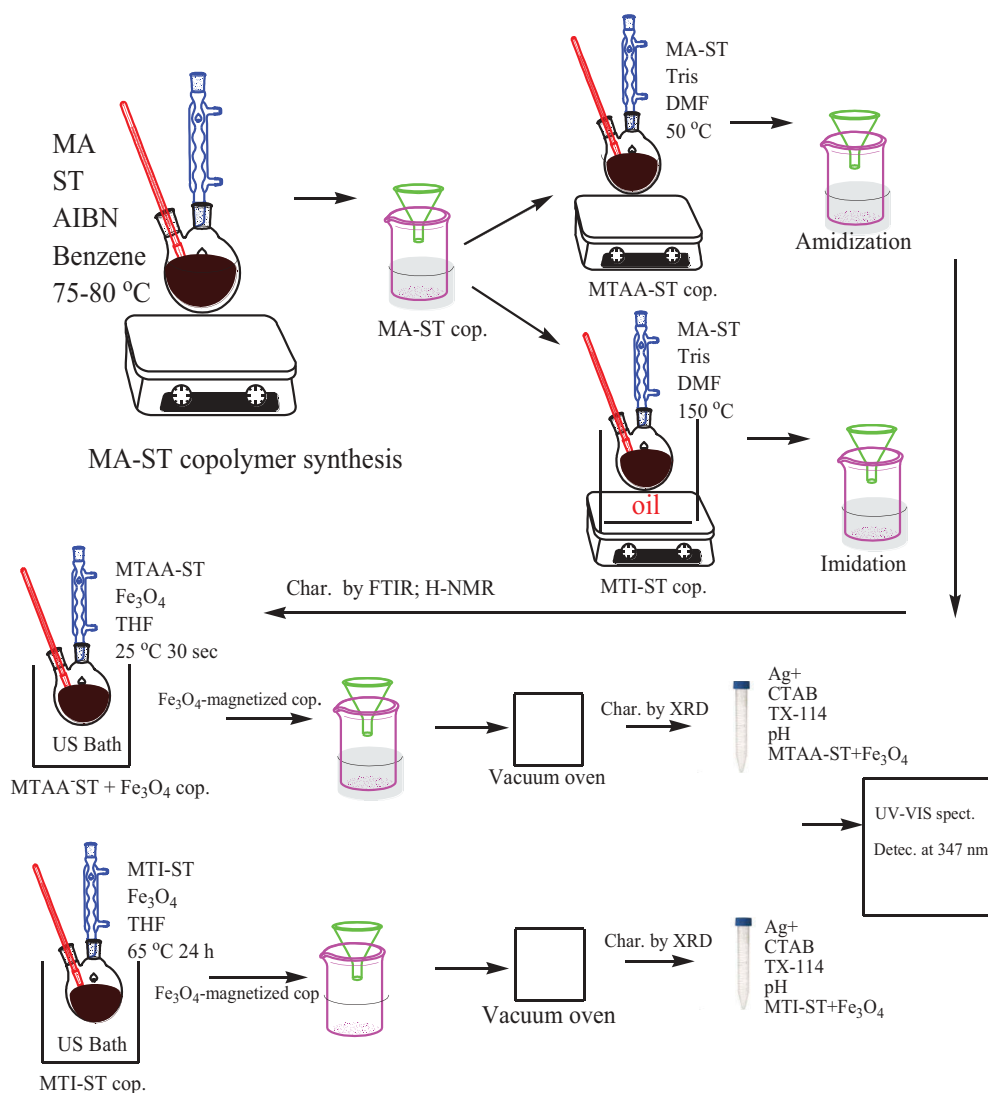 MA
ST
AIBN
Benzene
75-80 °C
MA-ST copolymer synthesis
MA-ST cop.
MA-ST
Tris
DMF
50 °C
MTAA-ST cop.
Amidization
MA-ST
Tris
DMF
150 °C
oil
MTI-ST cop.
Imidation
Char. by FTIR; H-NMR
MTAA-ST
Fe₃O₄
THF
25 °C 30 sec
US Bath
MTAA-ST + Fe₃O₄ cop.
Fe₃O₄-magnetized cop.
Vacuum oven
Char. by XRD
Ag+
CTAB
TX-114
pH
MTAA-ST+Fe₃O₄
UV-VIS spect.
Detec. at 347 nm
MTI-ST
Fe₃O₄
THF
65 °C 24 h
US Bath
MTI-ST cop.
Fe₃O₄-magnetized cop
Vacuum oven
Char. by XRD
Ag+
CTAB
TX-114
pH
MTI-ST+Fe₃O₄